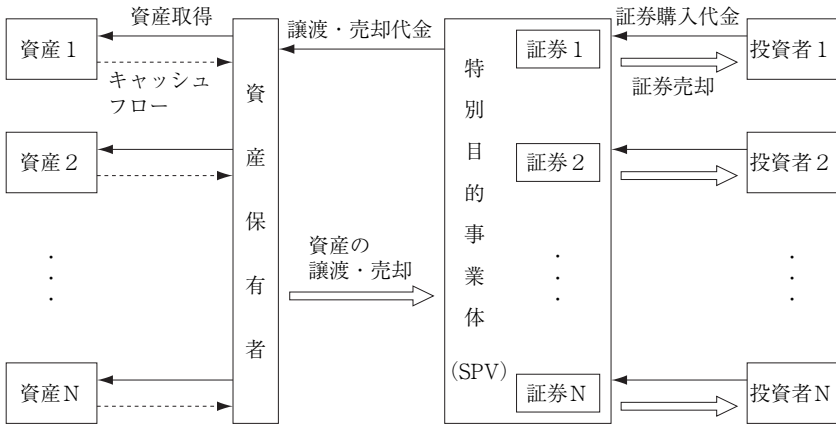 資産取得
資産1
キャッシュ
フロー
資産2
・
・
・
資産N
資産保有者
譲渡・売却代金
資産の
譲渡・売却
特別目的事業体
(SPV)
証券1
証券2
・
・
・
証券N
証券購入代金
証券売却
投資者1
投資者2
・
・
・
投資者N